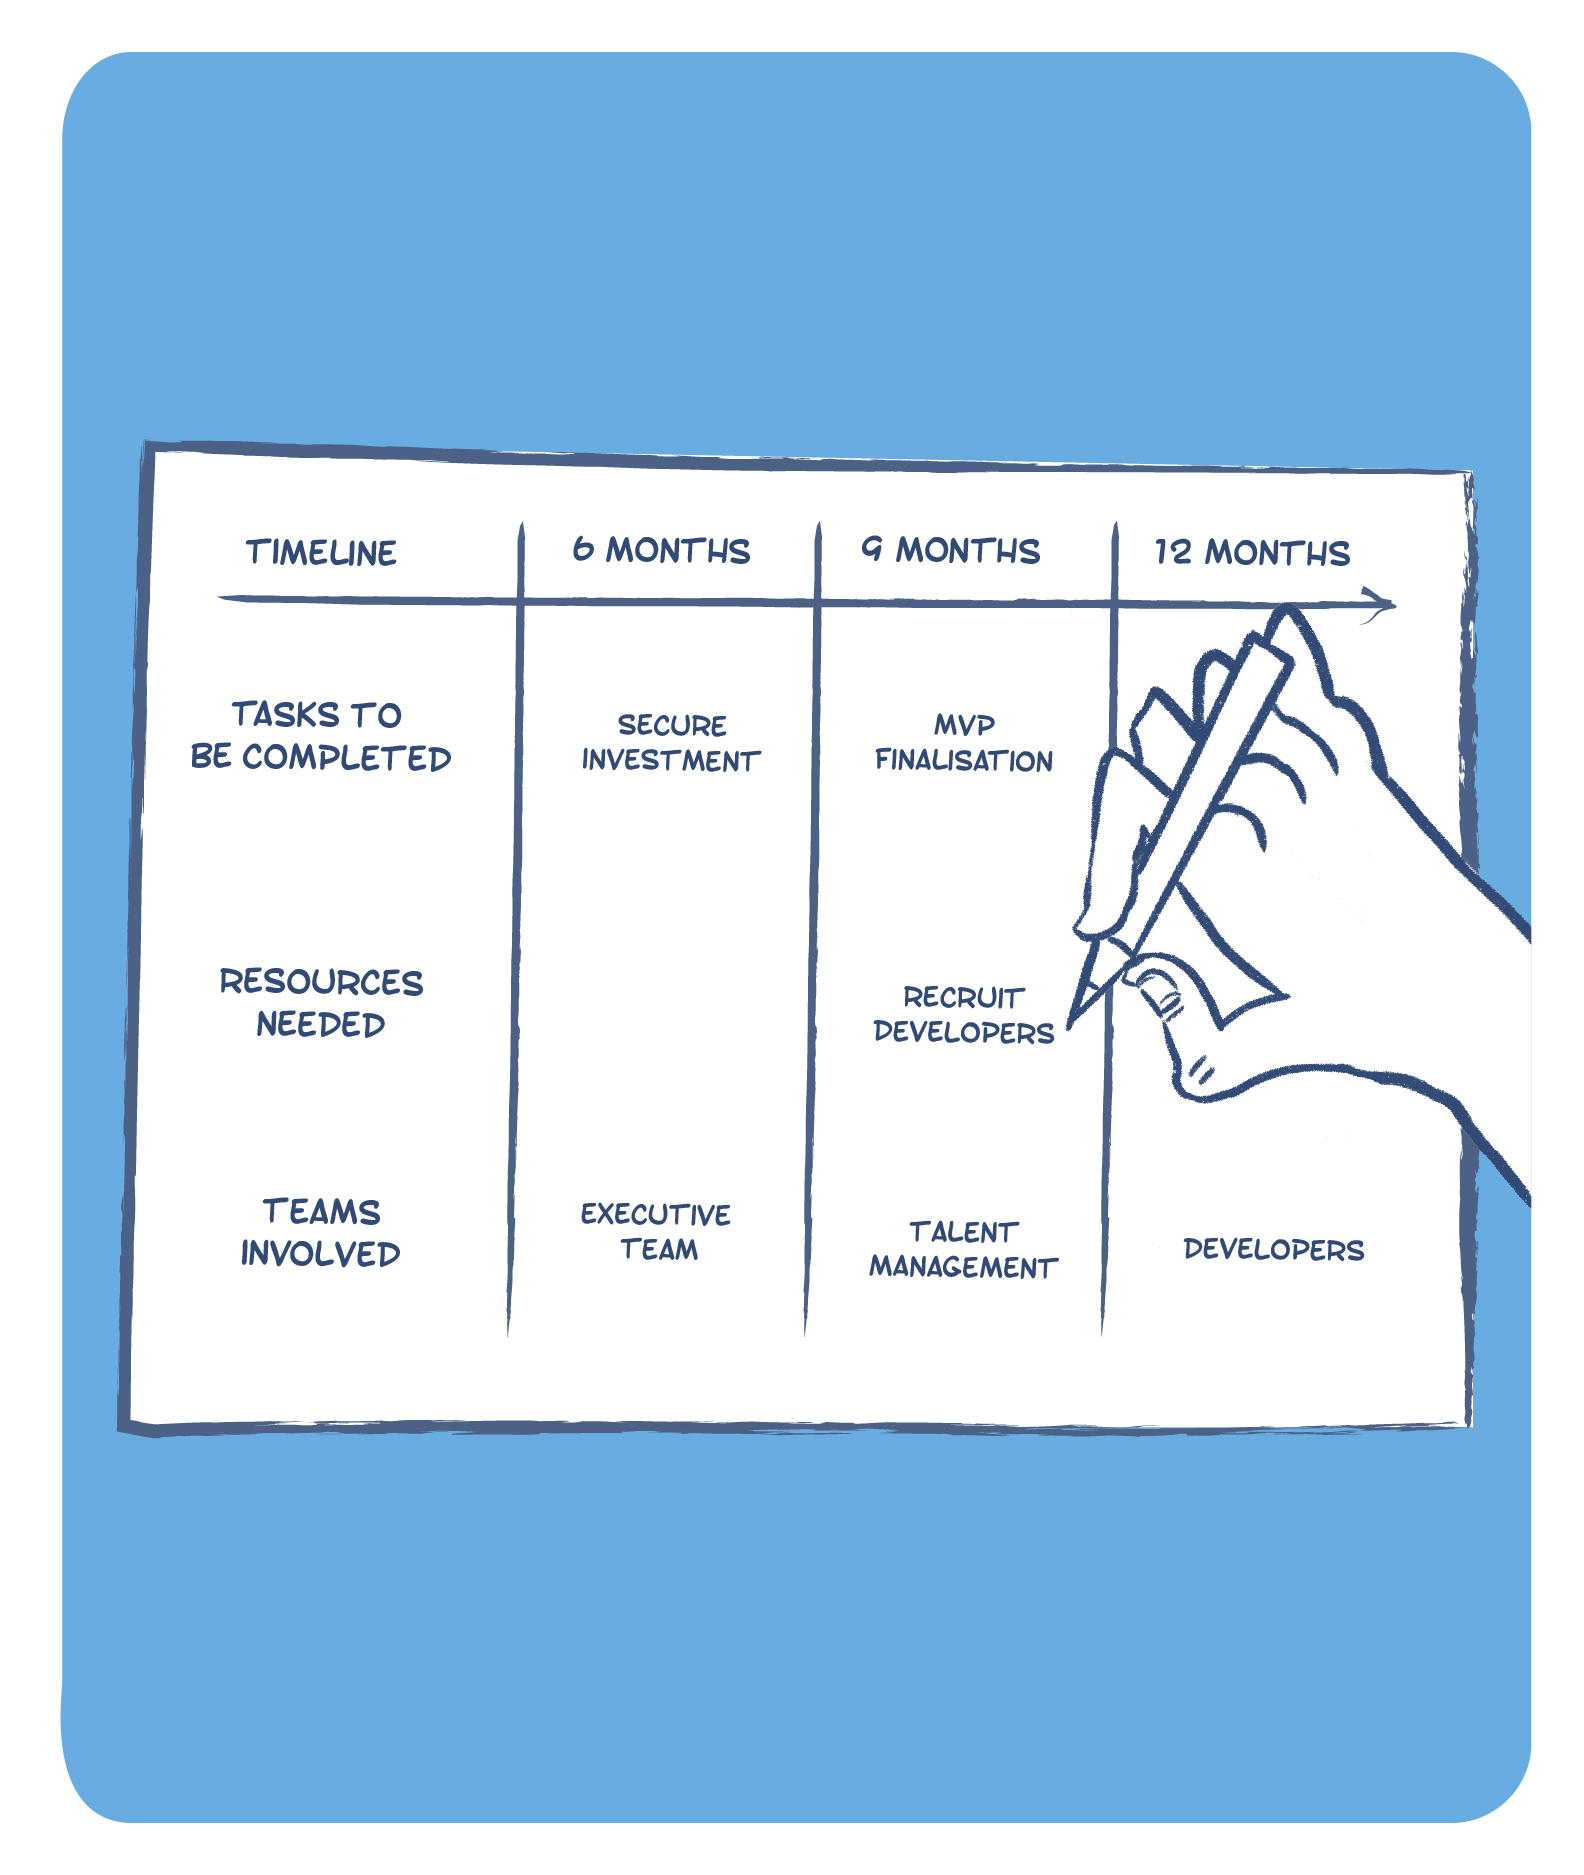 TIMELINE 6 MONTHS 9 MONTHS 12 MONTHS
TASKS TO
BE COMPLETED
SECURE
INVESTMENT
MVP
FINALISATION
RESOURCES
NEEDED
RECRUIT
DEVELOPERS
TEAMS
INVOLVED
EXECUTIVE
TEAM
TALENT
MANAGEMENT
DEVELOPERS